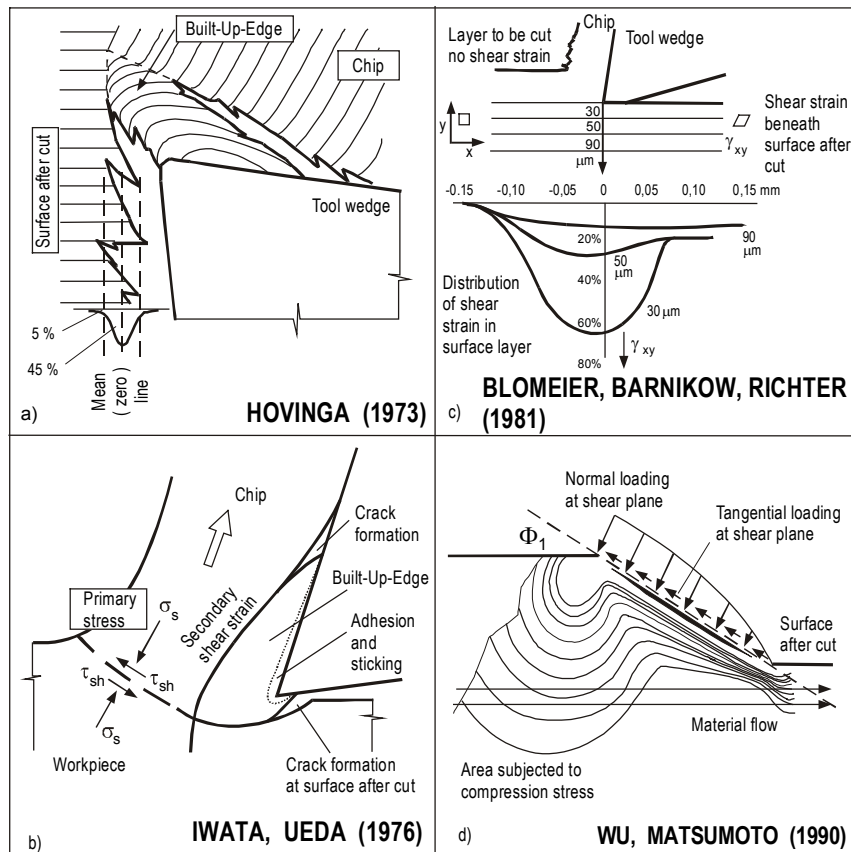 Built-Up-Edge
Chip
Surface after cut
Tool wedge
5 %
45 %
Mean
( zero )
line
a)
HOVINGA (1973)
Layer to be cut
no shear strain
Chip
Tool wedge
y
x
30
50
90
μm
γxy
Shear strain
beneath
surface after
cut
-0.15
-0,10
-0,05
0
0,05
0,15 mm
20%
40%
60%
80%
90
μm
50
μm
30 μm
γxy
Distribution
of shear
strain in
surface layer
c)
BLOMEIER, BARNIKOW, RICHTER
(1981)
Chip
Crack
formation
Built-Up-Edge
Adhesion
and
sticking
Primary
stress
σs
Secondary
shear strain
τsh
τsh
σs
Workpiece
Crack formation
at surface after cut
b)
IWATA, UEDA (1976)
Normal loading
at shear plane
Tangential loading
at shear plane
Φ1
Surface
after cut
Material flow
Area subjected to
compression stress
d)
WU, MATSUMOTO (1990)